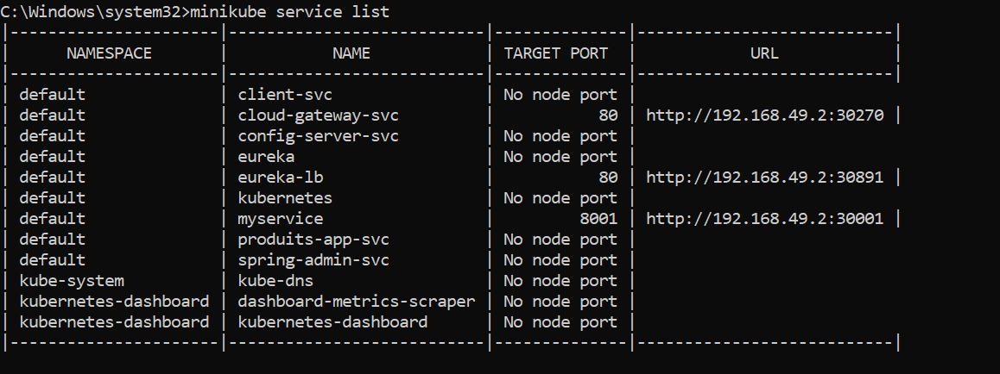 C:\Windows\system32>minikube service list
|----------------------|---------------------------|--------------|---------------------------|
|      NAMESPACE       |           NAME            | TARGET PORT  |            URL            |
|----------------------|---------------------------|--------------|---------------------------|
| default              | client-svc                | No node port |
| default              | cloud-gateway-svc         |           80 | http://192.168.49.2:30270 |
| default              | config-server-svc         | No node port |
| default              | eureka                    | No node port |
| default              | eureka-lb                 |           80 | http://192.168.49.2:30891 |
| default              | kubernetes                | No node port |
| default              | myservice                 |         8001 | http://192.168.49.2:30001 |
| default              | produits-app-svc          | No node port |
| default              | spring-admin-svc          | No node port |
| kube-system          | kube-dns                  | No node port |
| kubernetes-dashboard | dashboard-metrics-scraper | No node port |
| kubernetes-dashboard | kubernetes-dashboard      | No node port |
|----------------------|---------------------------|--------------|---------------------------|